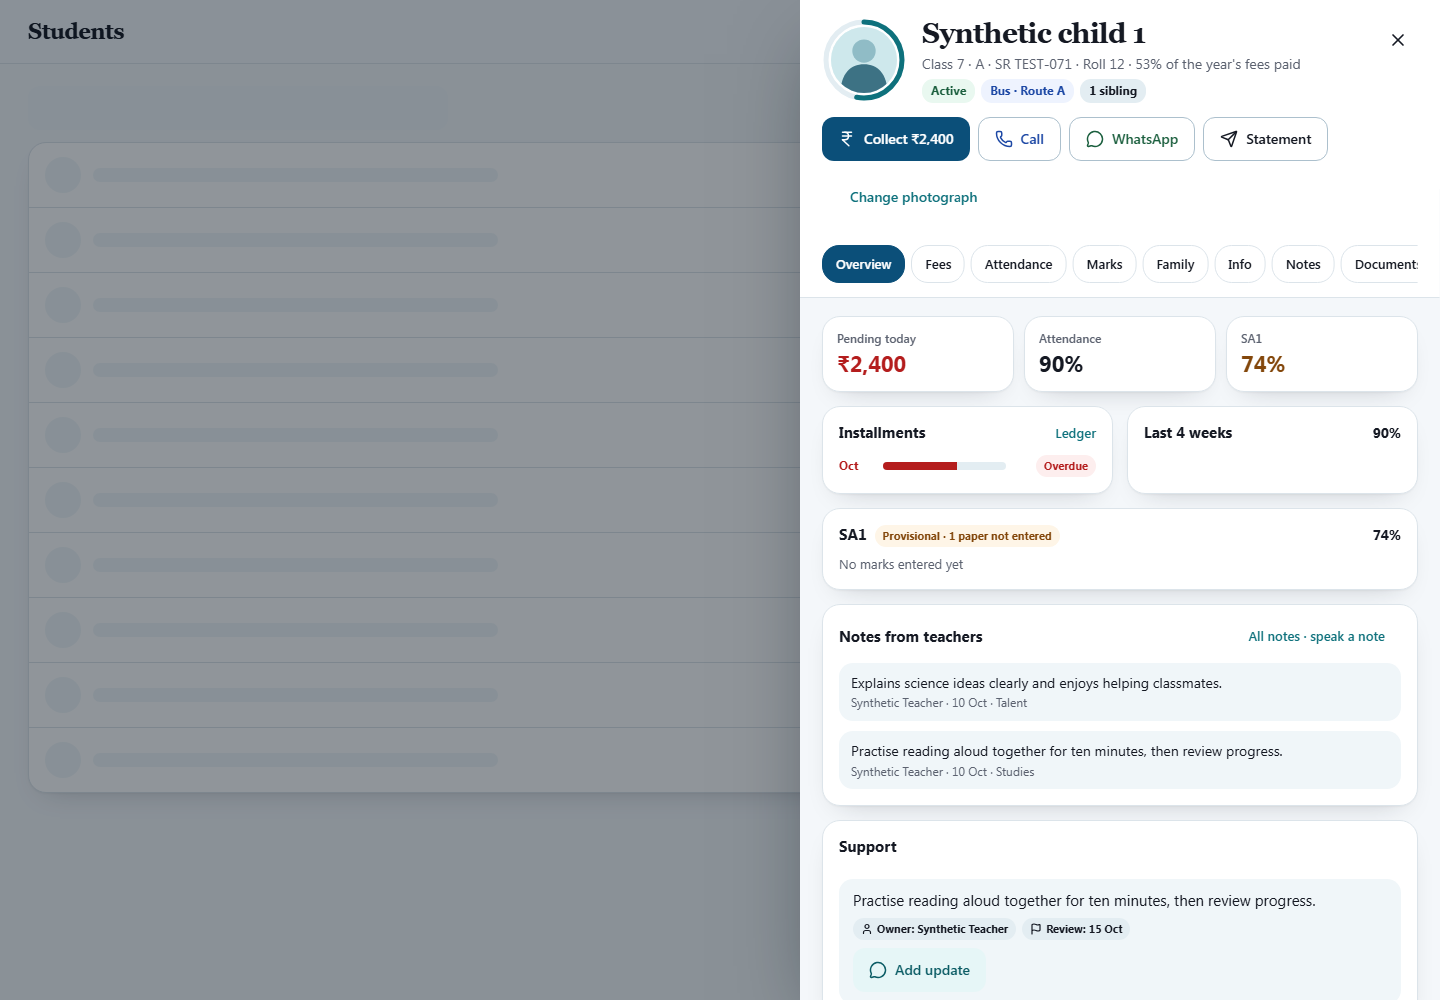 Students
Synthetic child 1
Class 7 · A · SR TEST-071 · Roll 12 · 53% of the year's fees paid
Active
Bus · Route A
1 sibling
Collect ₹2,400
Call
WhatsApp
Statement
Change photograph
Overview
Fees
Attendance
Marks
Family
Info
Notes
Documents
Pending today
₹2,400
Attendance
90%
SA1
74%
Installments
Ledger
Oct
Overdue
Last 4 weeks
90%
SA1
Provisional · 1 paper not entered
74%
No marks entered yet
Notes from teachers
All notes · speak a note
Explains science ideas clearly and enjoys helping classmates.
Synthetic Teacher · 10 Oct · Talent
Practise reading aloud together for ten minutes, then review progress.
Synthetic Teacher · 10 Oct · Studies
Support
Practise reading aloud together for ten minutes, then review progress.
Owner: Synthetic Teacher
Review: 15 Oct
Add update